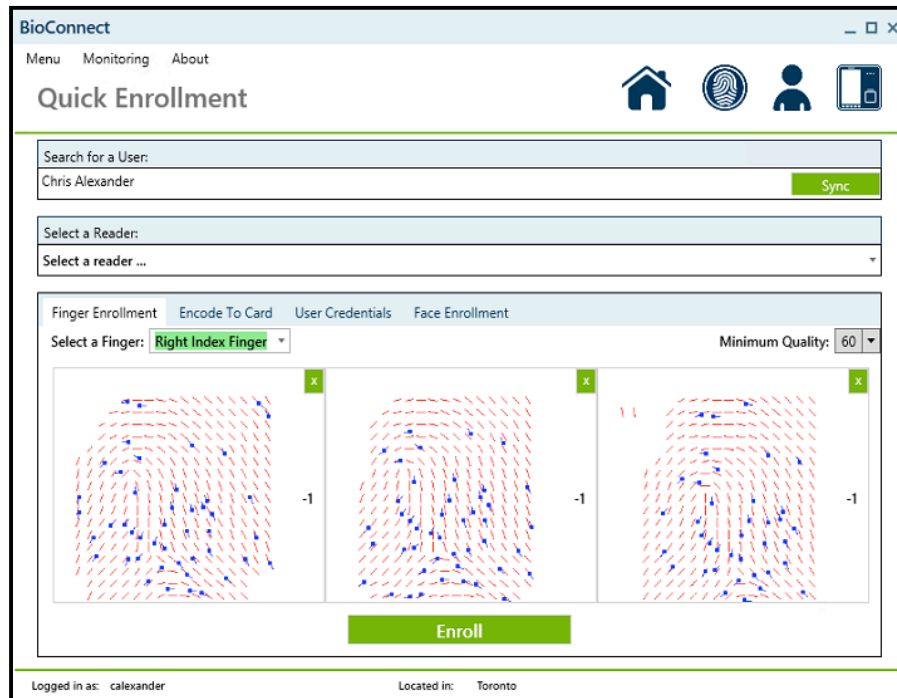 BioConnect
Menu Monitoring About
Quick Enrollment
Search for a User:
Chris Alexander
Sync
Select a Reader:
Select a reader ...
Finger Enrollment Encode To Card User Credentials Face Enrollment
Select a Finger: Right Index Finger Minimum Quality: 60
x x x
-1 -1 -1
Enroll
Logged in as: calexander Located in: Toronto